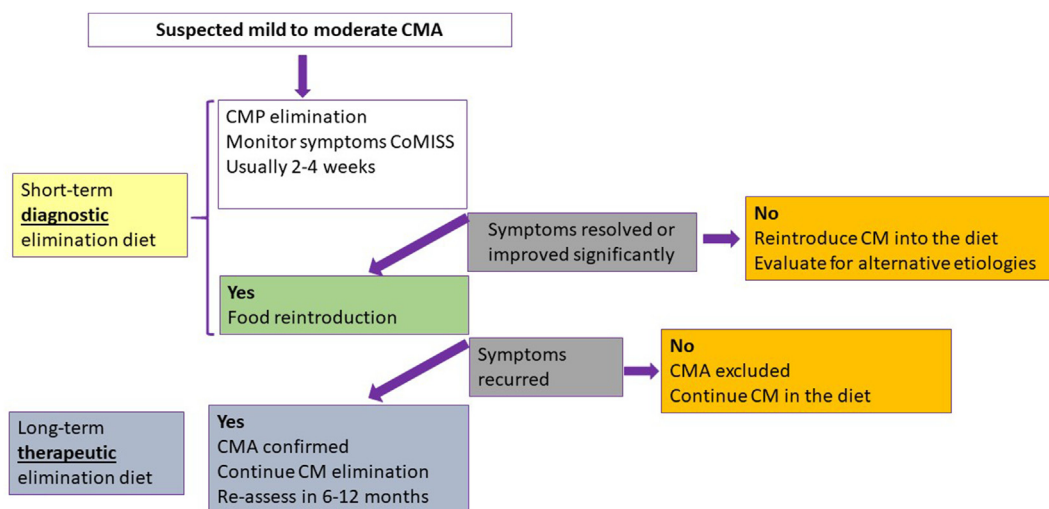 Suspected mild to moderate CMA
CMP elimination
Monitor symptoms CoMISS
Usually 2-4 weeks
Short-term
diagnostic
elimination diet
Symptoms resolved or
improved significantly
No
Reintroduce CM into the diet
Evaluate for alternative etiologies
Yes
Food reintroduction
Symptoms
recurred
No
CMA excluded
Continue CM in the diet
Long-term
therapeutic
elimination diet
Yes
CMA confirmed
Continue CM elimination
Re-assess in 6-12 months